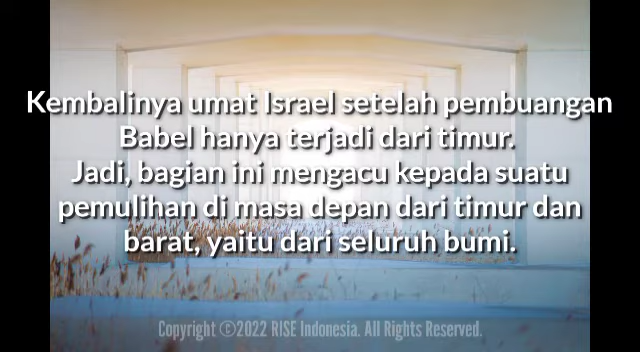 Kembalinya umat Israel setelah pembuangan
Babel hanya terjadi dari timur.
Jadi, bagian ini mengacu kepada suatu
pemulihan di masa depan dari timur dan
barat, yaitu dari seluruh bumi.
Copyright ©2022 RISE Indonesia. All Rights Reserved.